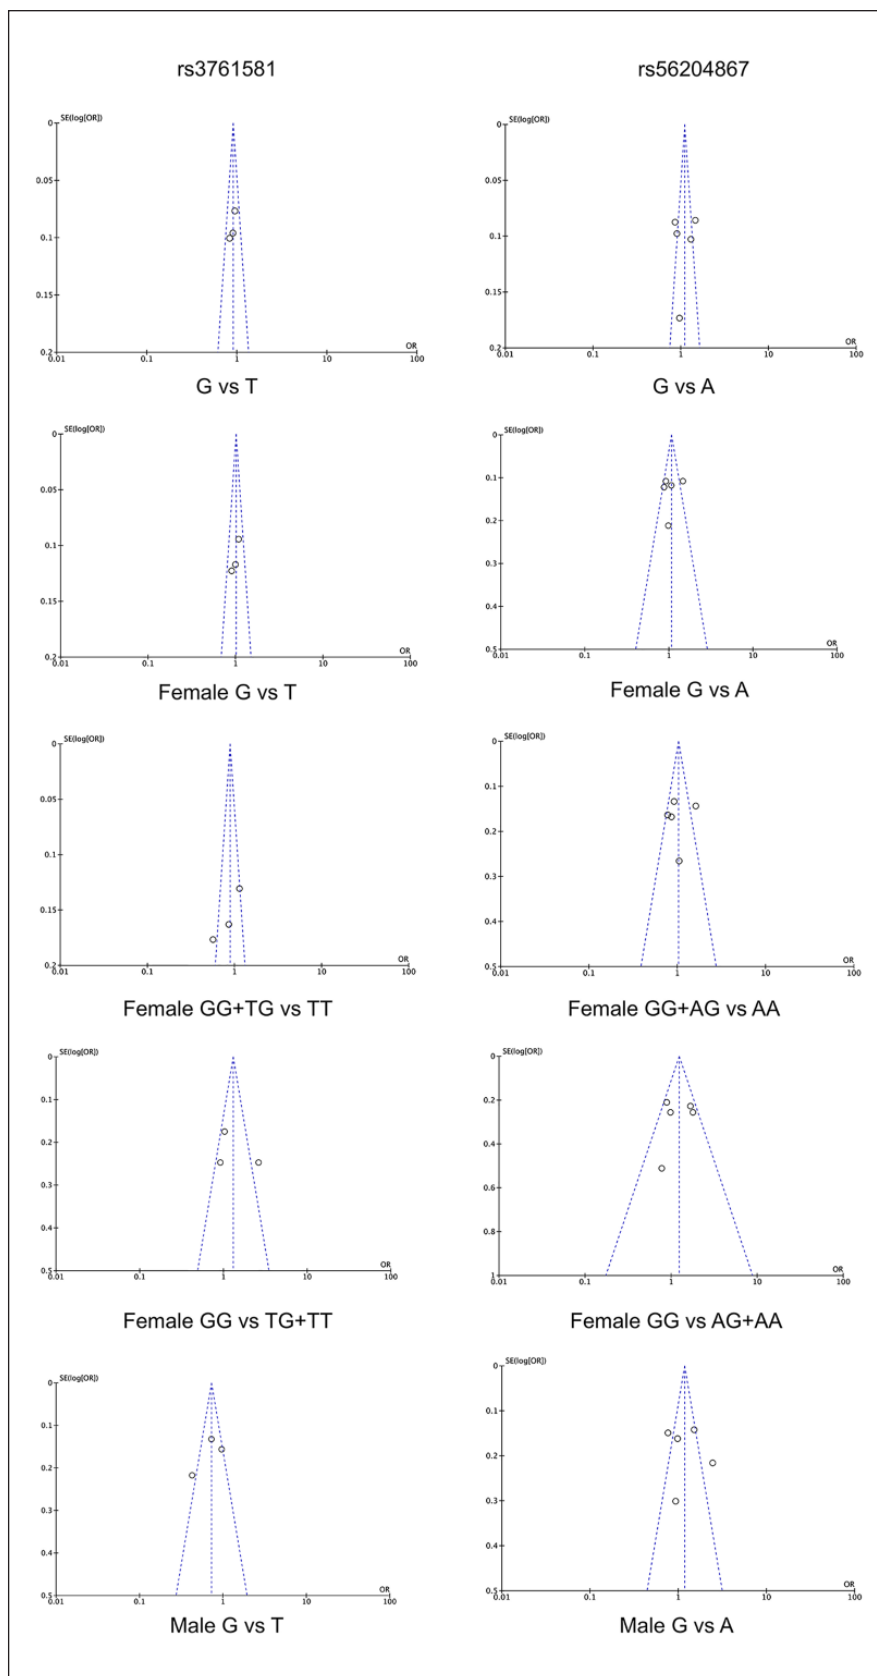 rs3761581
rs56204867
SE(log[OR])
0
0.05
0.1
0.15
0.2
0.01 0.1 1 10 100
OR
G vs T
SE(log[OR])
0
0.05
0.1
0.15
0.2
0.01 0.1 1 10 100
OR
G vs A
SE(log[OR])
0
0.05
0.1
0.15
0.2
0.01 0.1 1 10 100
OR
Female G vs T
SE(log[OR])
0
0.1
0.2
0.3
0.4
0.5
0.01 0.1 1 10 100
OR
Female G vs A
SE(log[OR])
0
0.05
0.1
0.15
0.2
0.01 0.1 1 10 100
OR
Female GG+TG vs TT
SE(log[OR])
0
0.1
0.2
0.3
0.4
0.5
0.01 0.1 1 10 100
OR
Female GG+AG vs AA
SE(log[OR])
0
0.1
0.2
0.3
0.4
0.5
0.01 0.1 1 10 100
OR
Female GG vs TG+TT
SE(log[OR])
0
0.2
0.4
0.6
0.8
1
0.01 0.1 1 10 100
OR
Female GG vs AG+AA
SE(log[OR])
0
0.1
0.2
0.3
0.4
0.5
0.01 0.1 1 10 100
OR
Male G vs T
SE(log[OR])
0
0.1
0.2
0.3
0.4
0.5
0.01 0.1 1 10 100
OR
Male G vs A